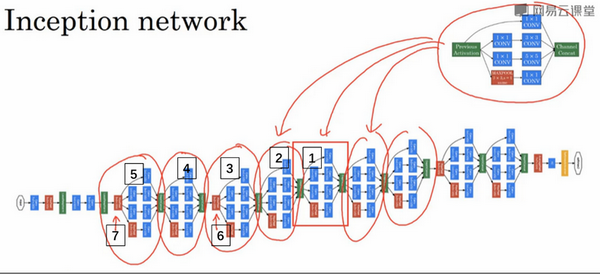 Inception network
网易云课堂
1 × 1
CONV
Previous
Activation
1 × 1
CONV
3 × 3
CONV
Channel
Concat
1 × 1
CONV
5 × 5
CONV
MAXPOOL
1 × 1
CONV
1
2
3
4
5
6
7